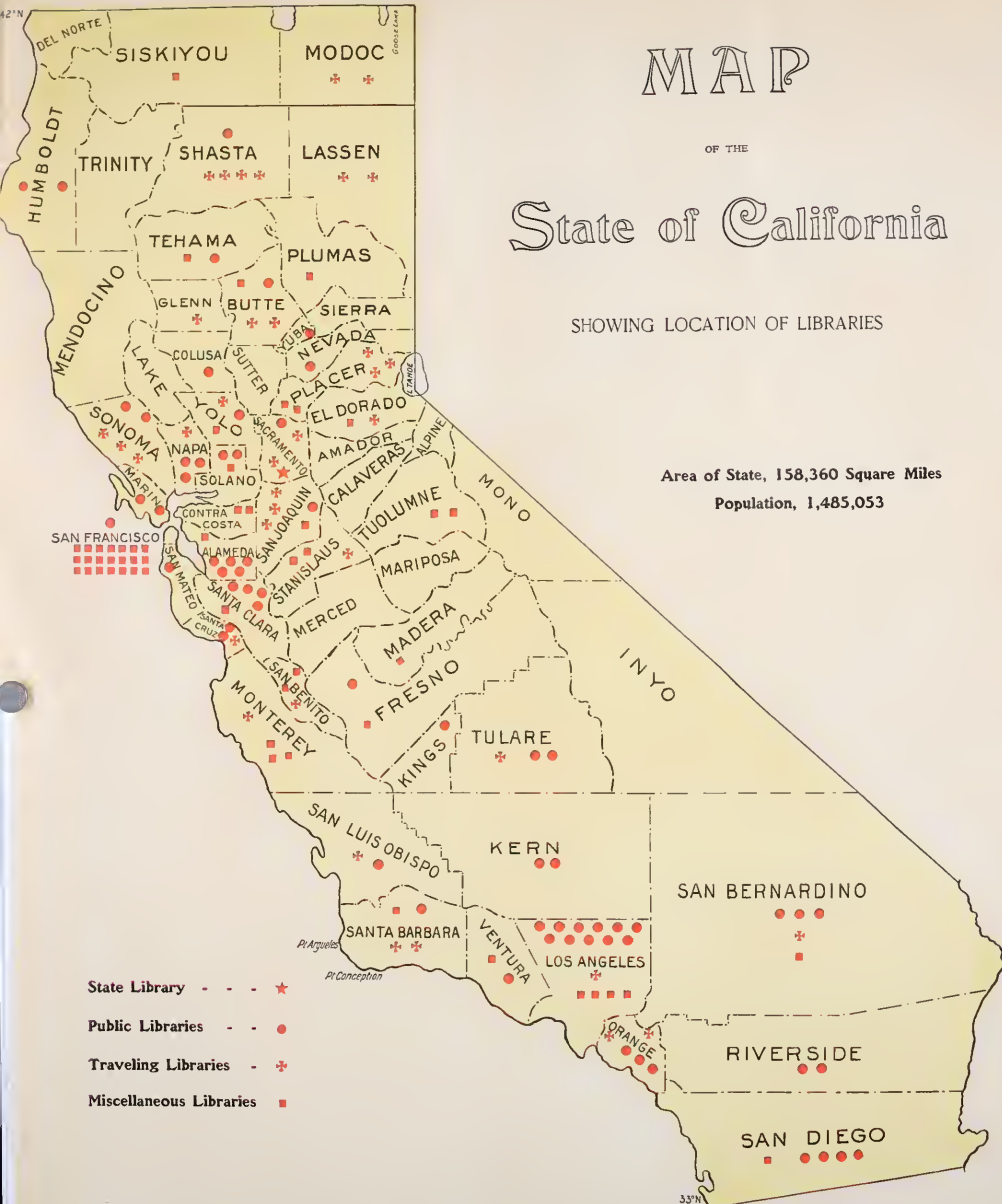 42°N
DEL NORTE
SISKIYOU
MODOC
GOOSE LAKE
MAP
OF THE
State of California
SHOWING LOCATION OF LIBRARIES
HUMBOLDT
TRINITY
SHASTA
LASSEN
TEHAMA
PLUMAS
MENDOCINO
GLENN
BUTTE
SIERRA
YUBA
NEVADA
LAKE
COLUSA
SUTTER
PLACER
L. TAHOE
SONOMA
YOLO
EL DORADO
SACRAMENTO
AMADOR
ALPINE
NAPA
SOLANO
CALAVERAS
MARIN
CONTRA
COSTA
SAN JOAQUIN
TUOLUMNE
MONO
Area of State, 158,360 Square Miles
Population, 1,485,053
SAN FRANCISCO
ALAMEDA
STANISLAUS
MARIPOSA
SAN MATEO
SANTA CLARA
MERCED
SANTA
CRUZ
MADERA
INYO
SAN BENITO
FRESNO
MONTEREY
KINGS
TULARE
SAN LUIS OBISPO
KERN
SAN BERNARDINO
SANTA BARBARA
VENTURA
LOS ANGELES
Pt Argueles
Pt Conception
State Library - - -
Public Libraries - -
Traveling Libraries -
Miscellaneous Libraries
ORANGE
RIVERSIDE
SAN DIEGO
33°N